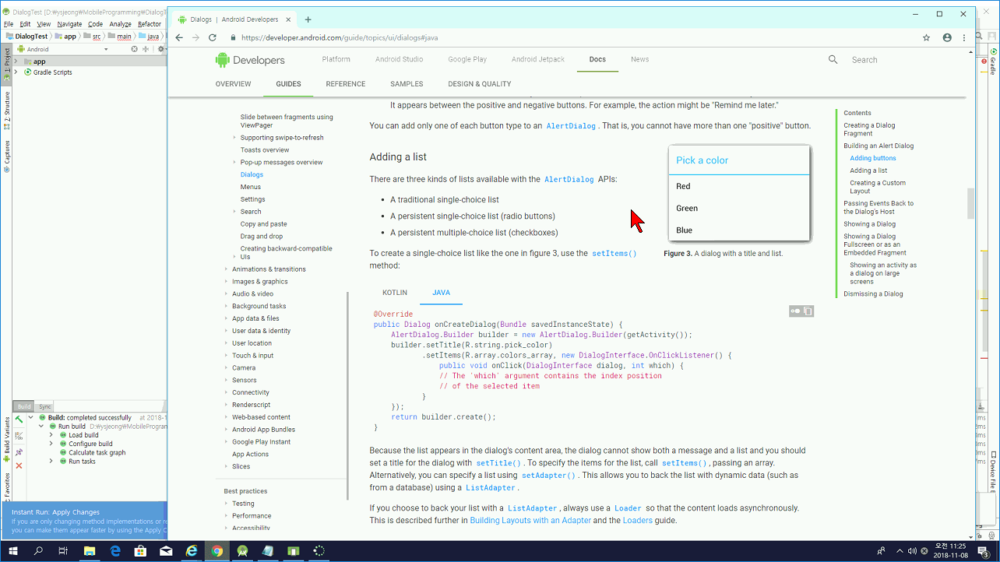 DialogTest [D:₩ysjeong₩MobileProgramming₩DialogT
File Edit View Navigate Code Analyze Refactor
DialogTest app src main java
Android
app
Gradle Scripts
1: Project
Z: Structure
Captures
Build Variants
Favorites
Gradle
Device File
Dialogs | Android Developers
https://developer.android.com/guide/topics/ui/dialogs#java
Developers Platform Android Studio Google Play Android Jetpack Docs News Search
OVERVIEW GUIDES REFERENCE SAMPLES DESIGN & QUALITY
Slide between fragments using
ViewPager
Supporting swipe-to-refresh
Toasts overview
Pop-up messages overview
Dialogs
Menus
Settings
Search
Copy and paste
Drag and drop
Creating backward-compatible
UIs
Animations & transitions
Images & graphics
Audio & video
Background tasks
App data & files
User data & identity
User location
Touch & input
Camera
Sensors
Connectivity
Renderscript
Web-based content
Android App Bundles
Google Play Instant
App Actions
Slices
Best practices
Testing
Performance
Accessibility
It appears between the positive and negative buttons. For example, the action might be "Remind me later."
You can add only one of each button type to an AlertDialog. That is, you cannot have more than one "positive" button.
Adding a list
There are three kinds of lists available with the AlertDialog APIs:
• A traditional single-choice list
• A persistent single-choice list (radio buttons)
• A persistent multiple-choice list (checkboxes)
To create a single-choice list like the one in figure 3, use the setItems()
method:
Pick a color
Red
Green
Blue
Figure 3. A dialog with a title and list.
KOTLIN JAVA
@Override
public Dialog onCreateDialog(Bundle savedInstanceState) {
AlertDialog.Builder builder = new AlertDialog.Builder(getActivity());
builder.setTitle(R.string.pick_color)
.setItems(R.array.colors_array, new DialogInterface.OnClickListener() {
public void onClick(DialogInterface dialog, int which) {
// The 'which' argument contains the index position
// of the selected item
}
});
return builder.create();
}
Because the list appears in the dialog's content area, the dialog cannot show both a message and a list and you should
set a title for the dialog with setTitle(). To specify the items for the list, call setItems(), passing an array.
Alternatively, you can specify a list using setAdapter(). This allows you to back the list with dynamic data (such as
from a database) using a ListAdapter.
If you choose to back your list with a ListAdapter, always use a Loader so that the content loads asynchronously.
This is described further in Building Layouts with an Adapter and the Loaders guide.
Contents
Creating a Dialog
Fragment
Building an Alert Dialog
Adding buttons
Adding a list
Creating a Custom
Layout
Passing Events Back to
the Dialog's Host
Showing a Dialog
Showing a Dialog
Fullscreen or as an
Embedded Fragment
Showing an activity as
a dialog on large
screens
Dismissing a Dialog
Build Sync
Build: completed successfully at 2018-1
Run build D:₩ysjeong₩MobileProgram
Load build
Configure build
Calculate task graph
Run tasks
Instant Run: Apply Changes
If you are only changing method implementations or re
you can make them appear faster by using the Apply C
오전 11:25
2018-11-08
3